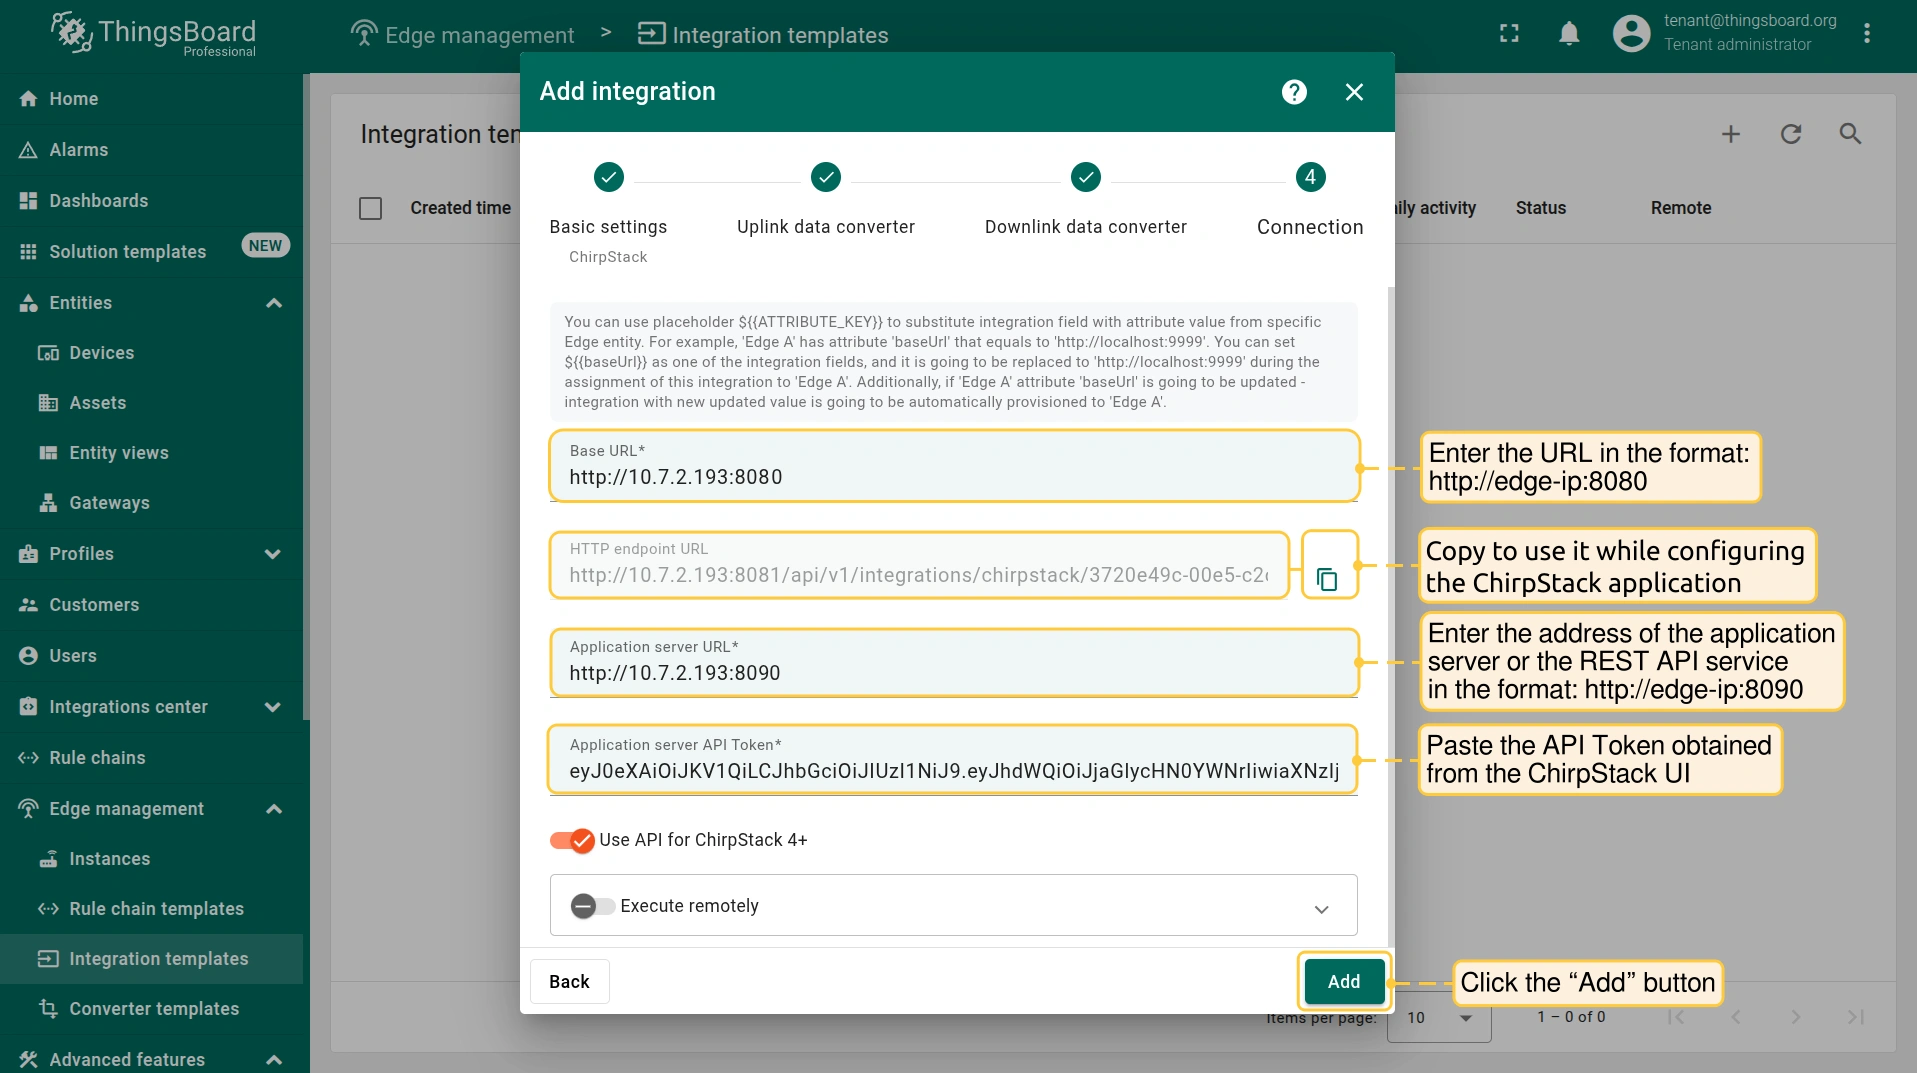 ThingsBoard
Professional
Edge management > Integration templates
tenant@thingsboard.org
Tenant administrator
Home
Alarms
Dashboards
Solution templates NEW
Entities
Devices
Assets
Entity views
Gateways
Profiles
Customers
Users
Integrations center
Rule chains
Edge management
Instances
Rule chain templates
Integration templates
Converter templates
Advanced features
Integration ten
Created time
ily activity Status Remote
Add integration
?
4
Basic settings Uplink data converter Downlink data converter Connection
ChirpStack
You can use placeholder ${{ATTRIBUTE_KEY}} to substitute integration field with attribute value from specific
Edge entity. For example, 'Edge A' has attribute 'baseUrl' that equals to 'http://localhost:9999'. You can set
${{baseUrl}} as one of the integration fields, and it is going to be replaced to 'http://localhost:9999' during the
assignment of this integration to 'Edge A'. Additionally, if 'Edge A' attribute 'baseUrl' is going to be updated -
integration with new updated value is going to be automatically provisioned to 'Edge A'.
Base URL*
http://10.7.2.193:8080
Enter the URL in the format:
http://edge-ip:8080
HTTP endpoint URL
http://10.7.2.193:8081/api/v1/integrations/chirpstack/3720e49c-00e5-c2
Copy to use it while configuring
the ChirpStack application
Application server URL*
http://10.7.2.193:8090
Enter the address of the application
server or the REST API service
in the format: http://edge-ip:8090
Application server API Token*
eyJ0eXAiOiJKV1QiLCJhbGciOiJIUzI1NiJ9.eyJhdWQiOiJjaGlycHN0YWNrIiwiaXNzIj
Paste the API Token obtained
from the ChirpStack UI
Use API for ChirpStack 4+
Execute remotely
Back
Add
Click the “Add” button
Items per page: 10 1 – 0 of 0